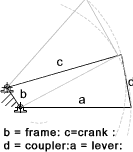 c
d
b
a
b = frame: c=crank :
d = coupler:a = lever: